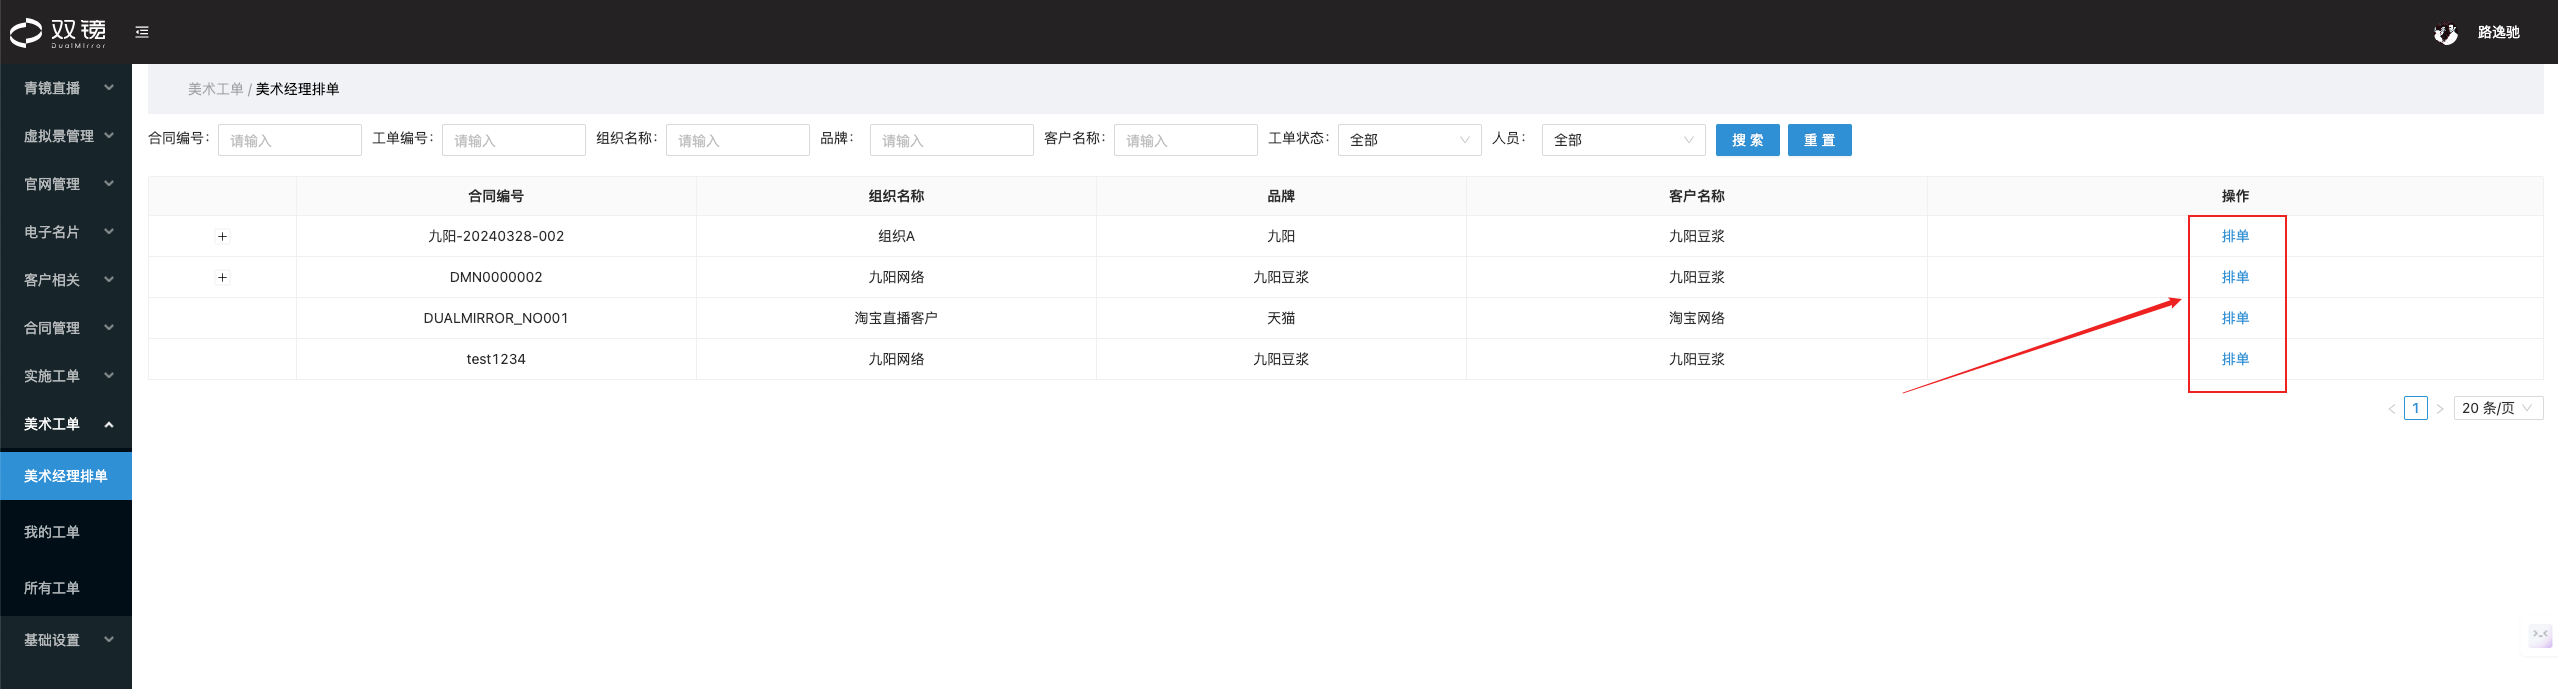 双镜
DualMirror
路逸驰
青镜直播
虚拟景管理
官网管理
电子名片
客户相关
合同管理
实施工单
美术工单
美术经理排单
我的工单
所有工单
基础设置
美术工单 / 美术经理排单
合同编号: 请输入 工单编号: 请输入 组织名称: 请输入 品牌: 请输入 客户名称: 请输入 工单状态: 全部 人员: 全部 搜 索 重 置
合同编号 组织名称 品牌 客户名称 操作
+ 九阳-20240328-002 组织A 九阳 九阳豆浆 排单
+ DMN0000002 九阳网络 九阳豆浆 九阳豆浆 排单
DUALMIRROR_NO001 淘宝直播客户 天猫 淘宝网络 排单
test1234 九阳网络 九阳豆浆 九阳豆浆 排单
< 1 > 20 条/页